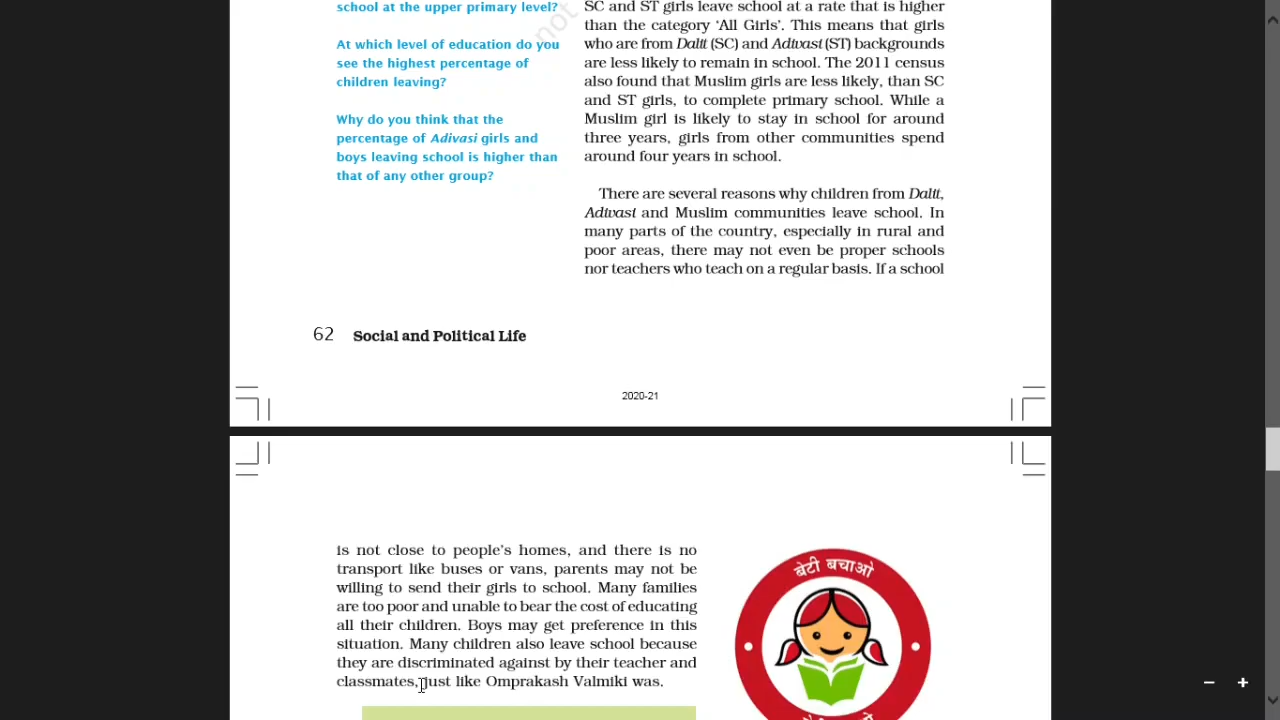 school at the upper primary level?
At which level of education do you
see the highest percentage of
children leaving?
Why do you think that the
percentage of Adivasi girls and
boys leaving school is higher than
that of any other group?
SC and ST girls leave school at a rate that is higher
than the category ‘All Girls’. This means that girls
who are from Dalit (SC) and Adivasi (ST) backgrounds
are less likely to remain in school. The 2011 census
also found that Muslim girls are less likely, than SC
and ST girls, to complete primary school. While a
Muslim girl is likely to stay in school for around
three years, girls from other communities spend
around four years in school.
There are several reasons why children from Dalit,
Adivasi and Muslim communities leave school. In
many parts of the country, especially in rural and
poor areas, there may not even be proper schools
nor teachers who teach on a regular basis. If a school
not
62 Social and Political Life
2020-21
is not close to people’s homes, and there is no
transport like buses or vans, parents may not be
willing to send their girls to school. Many families
are too poor and unable to bear the cost of educating
all their children. Boys may get preference in this
situation. Many children also leave school because
they are discriminated against by their teacher and
classmates, just like Omprakash Valmiki was.
बेटी बचाओ